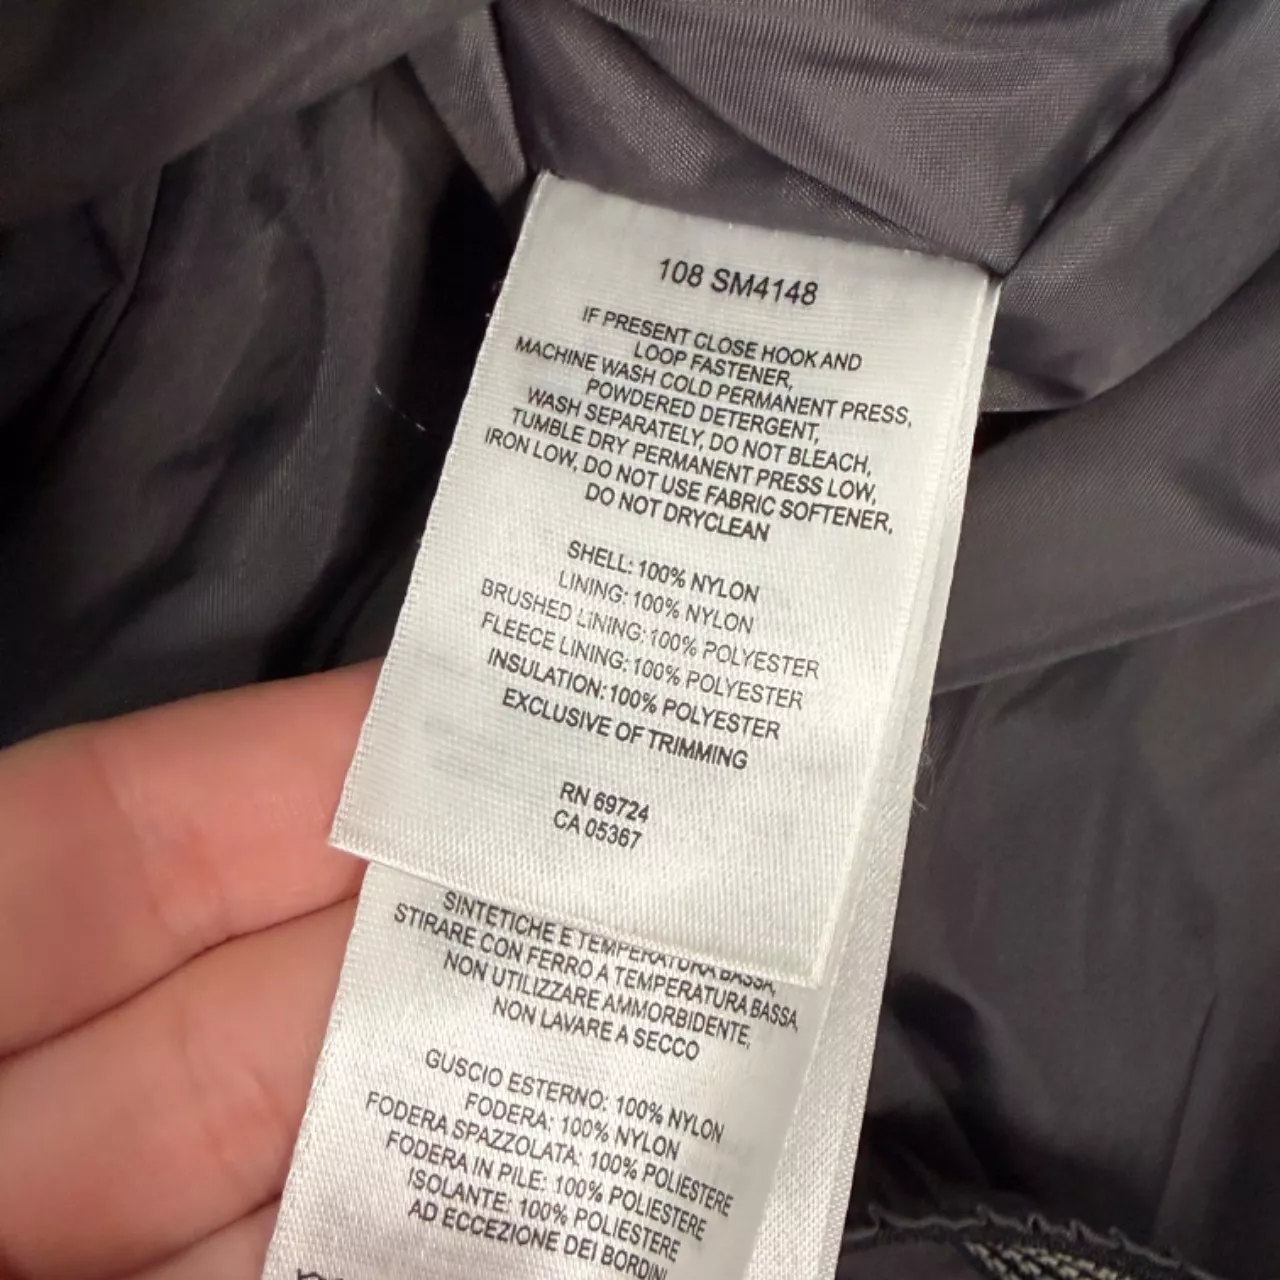 108 SM4148
IF PRESENT CLOSE HOOK AND
LOOP FASTENER,
MACHINE WASH COLD PERMANENT PRESS,
POWDERED DETERGENT,
WASH SEPARATELY, DO NOT BLEACH,
TUMBLE DRY PERMANENT PRESS LOW,
IRON LOW, DO NOT USE FABRIC SOFTENER,
DO NOT DRYCLEAN
SHELL: 100% NYLON
LINING: 100% NYLON
BRUSHED LINING: 100% POLYESTER
FLEECE LINING: 100% POLYESTER
INSULATION: 100% POLYESTER
EXCLUSIVE OF TRIMMING
RN 69724
CA 05367
SINTETICHE E TEMPERATURA BASSA,
STIRARE CON FERRO A TEMPERATURA BASSA,
NON UTILIZZARE AMMORBIDENTE,
NON LAVARE A SECCO
GUSCIO ESTERNO: 100% NYLON
FODERA: 100% NYLON
FODERA SPAZZOLATA: 100% POLIESTERE
FODERA IN PILE: 100% POLIESTERE
ISOLANTE: 100% POLIESTERE
AD ECCEZIONE DEI BORDINI